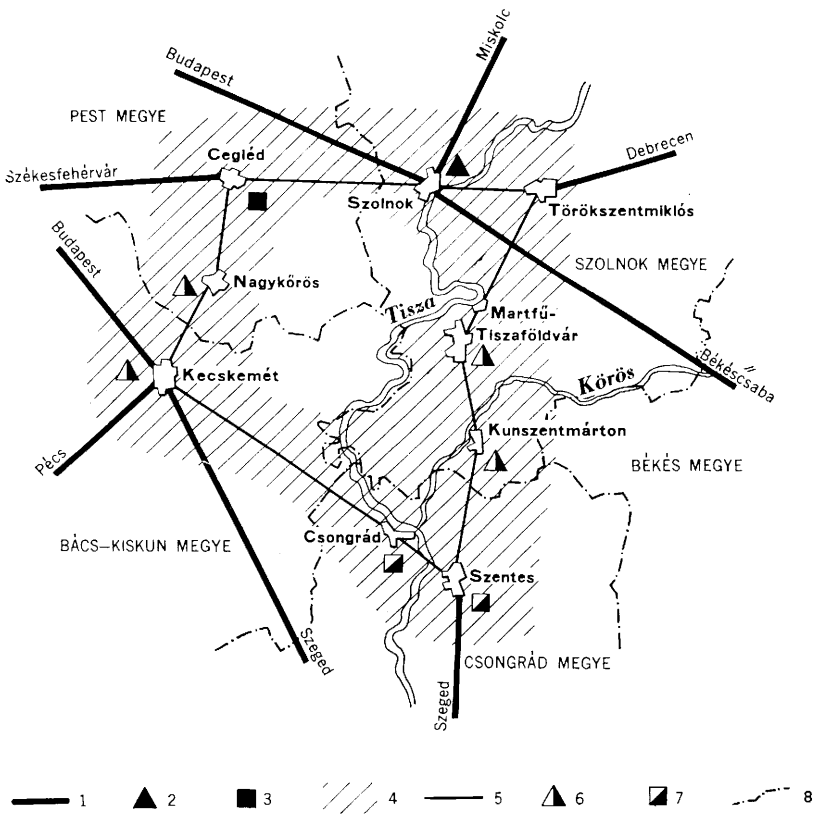 Miskolc
Budapest
PEST MEGYE
Debrecen
Cegléd
Székesfehérvár
Szolnok
Törökszentmiklós
Budapest
SZOLNOK MEGYE
Nagykőrös
Tisza
Martfű-
Tiszaföldvár
Békéscsaba
Kecskemét
Körös
Kunszentmárton
Pécs
BÉKÉS MEGYE
Csongrád
BÁCS–KISKUN MEGYE
Szentes
Szeged
CSONGRÁD MEGYE
Szeged
1 2 3 4 5 6 7 8